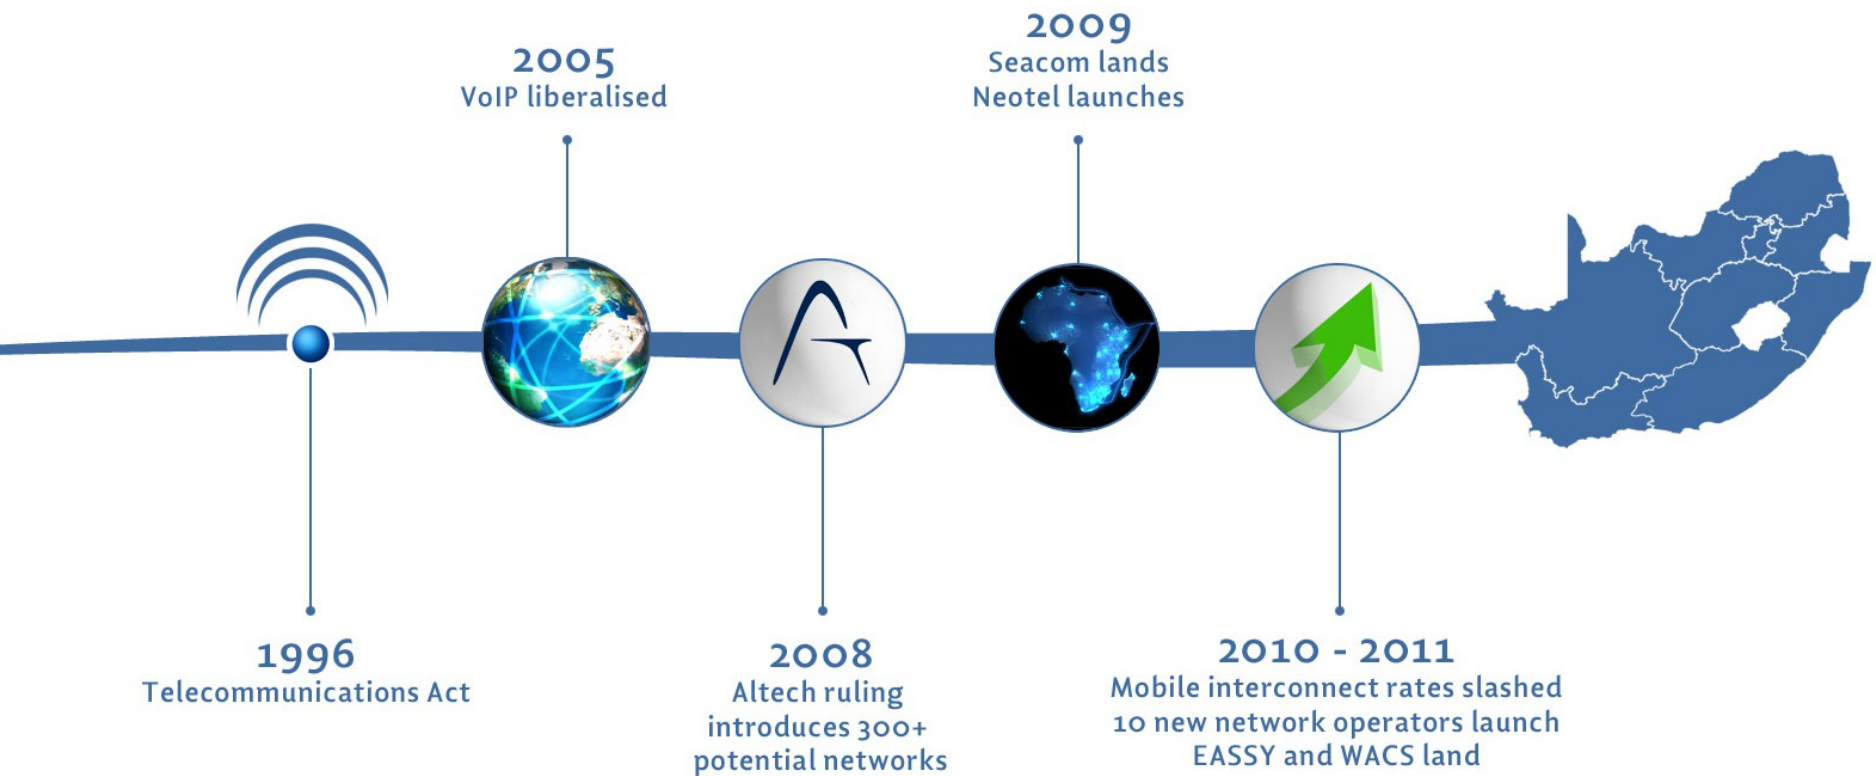 1996
Telecommunications Act
2005
VoIP liberalised
2008
Altech ruling
introduces 300+
potential networks
2009
Seacom lands
Neotel launches
2010 - 2011
Mobile interconnect rates slashed
10 new network operators launch
EASSY and WACS land